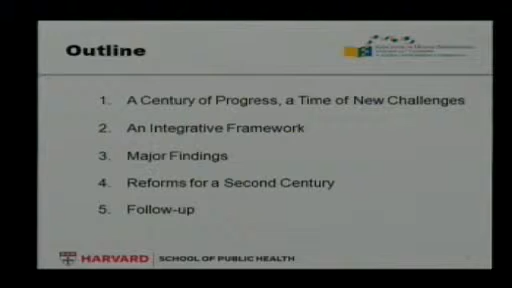 Outline
1. A Century of Progress, a Time of New Challenges
2. An Integrative Framework
3. Major Findings
4. Reforms for a Second Century
5. Follow-up
HARVARD SCHOOL OF PUBLIC HEALTH